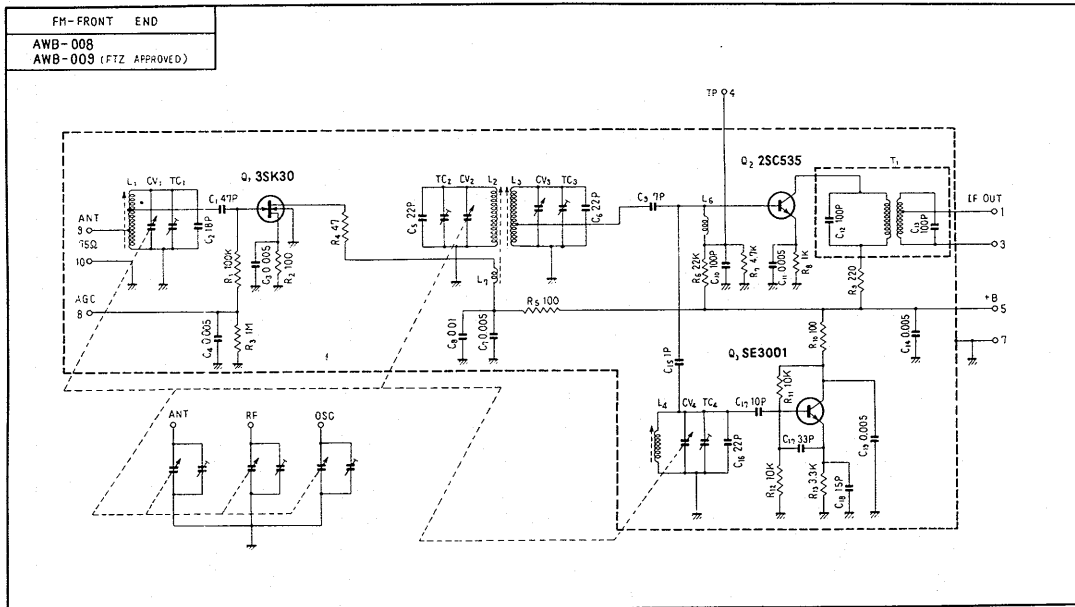 FM-FRONT END
AWB-008
AWB-009 (FTZ APPROVED)
TP 4
Q₁ 3SK30
Q₂ 2SC535
T₁
L₁ CV₁ TC₁
C₁ 47P
C₂ 18P
ANT
9
75Ω
10
R₁ 100K
C₃ 0.005
R₂ 100
R₄ 47
AGC
8
C₄ 0.005
R₃ 1M
TC₂ CV₂ L₂
C₅ 22P
L₃ CV₃ TC₃
C₆ 22P
L₇
R₅ 100
C₈ 0.01
C₇ 0.005
C₉ 7P
L₆
R₆ 22K
C₁₀ 100P
R₇ 4.7K
C₁₁ 0.005
R₈ 1K
C₁₂ 100P
C₁₃ 100P
R₉ 220
IF OUT
1
3
+B
5
7
C₁₄ 0.005
R₁₀ 100
Q₃ SE3001
C₁₅ 1P
L₄ CV₄ TC₄
C₁₆ 22P
C₁₇ 10P
R₁₁ 10K
C₁₇ 33P
R₁₂ 10K
R₁₃ 3.3K
C₁₈ 15P
C₁₉ 0.005
ANT RF OSC